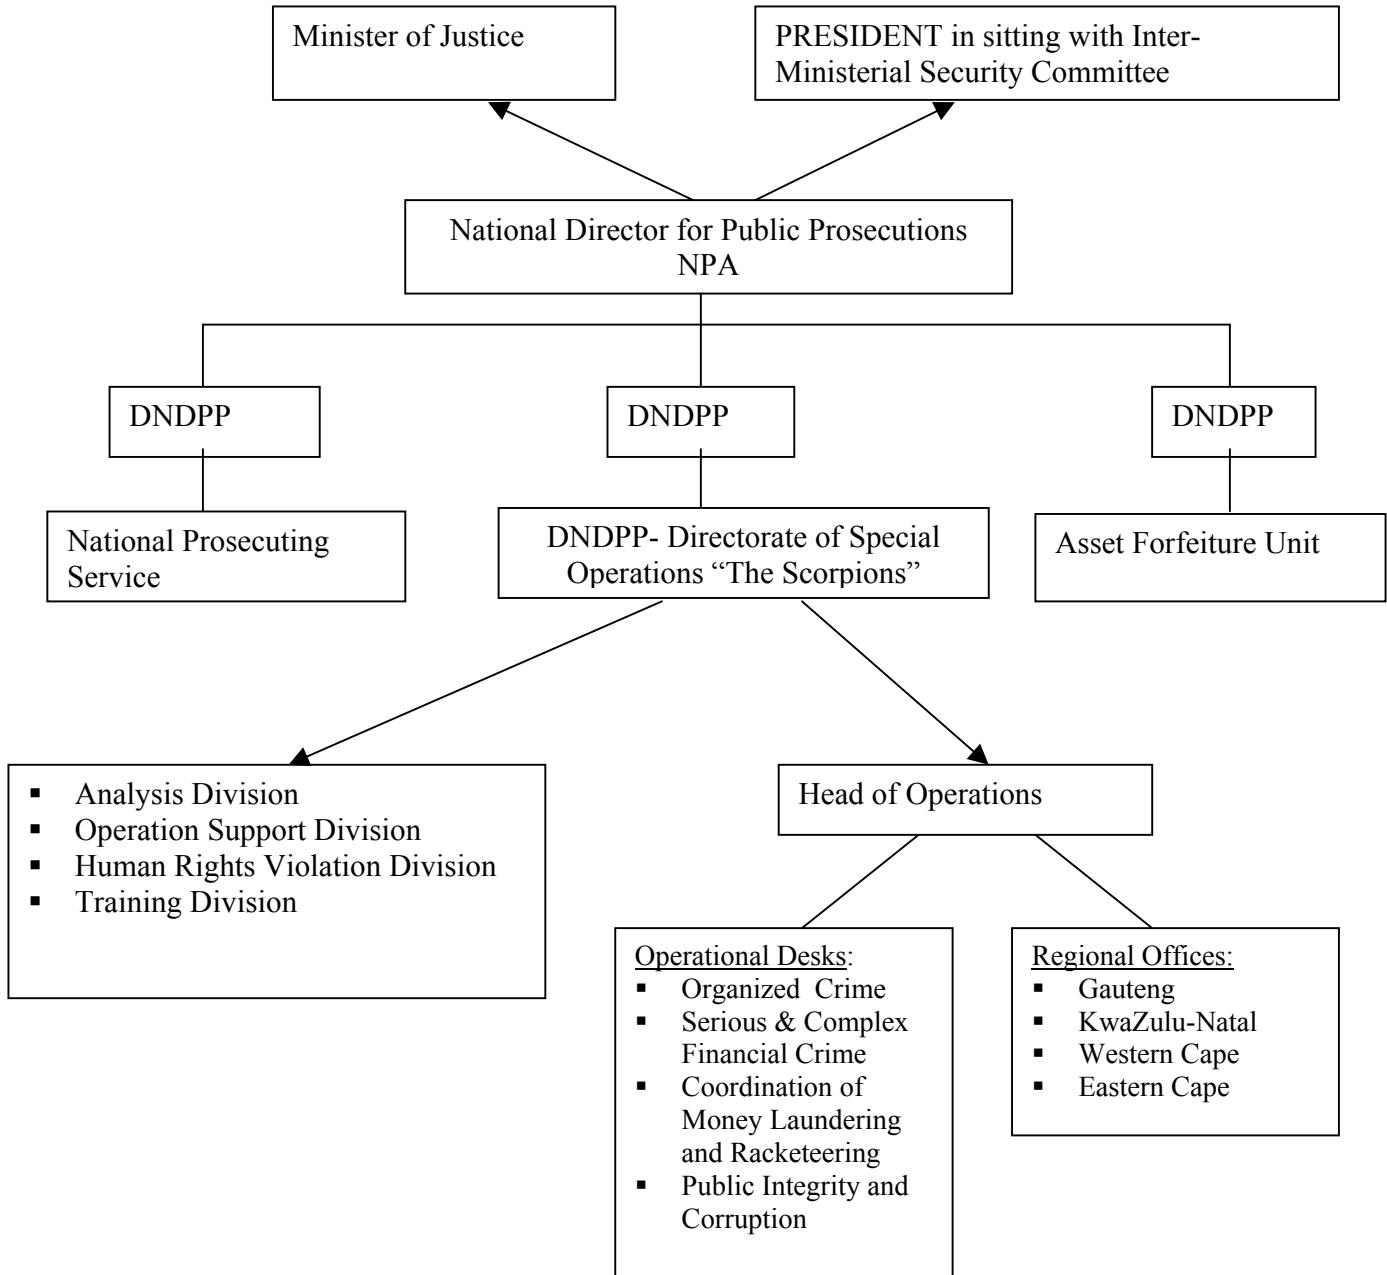 Minister of Justice
PRESIDENT in sitting with Inter-
Ministerial Security Committee
National Director for Public Prosecutions
NPA
DNDPP
DNDPP
DNDPP
National Prosecuting
Service
DNDPP- Directorate of Special
Operations “The Scorpions”
Asset Forfeiture Unit
▪ Analysis Division
▪ Operation Support Division
▪ Human Rights Violation Division
▪ Training Division
Head of Operations
Operational Desks:
▪ Organized Crime
▪ Serious & Complex
Financial Crime
▪ Coordination of
Money Laundering
and Racketeering
▪ Public Integrity and
Corruption
Regional Offices:
▪ Gauteng
▪ KwaZulu-Natal
▪ Western Cape
▪ Eastern Cape